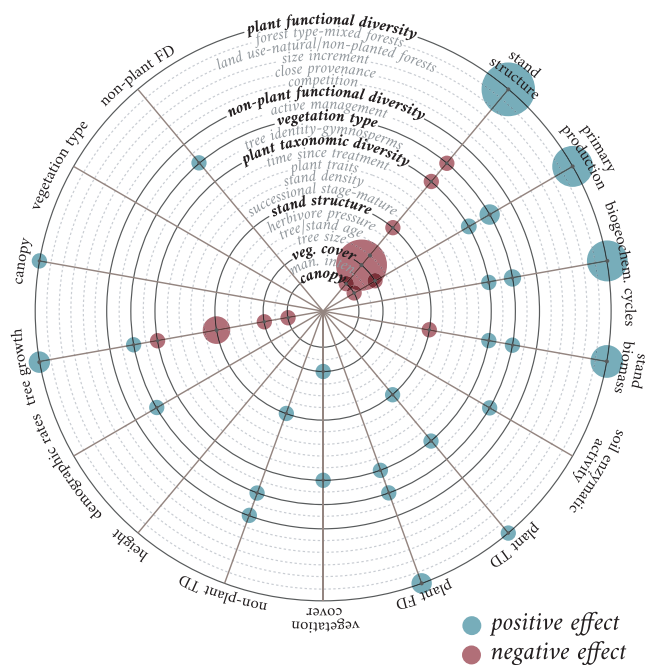 plant functional diversity
forest type-mixed forests
land use-natural/non-planted forests
size increment
close provenance
competition
non-plant functional diversity
active management
vegetation type
tree identity-gymnosperms
plant taxonomic diversity
time since treatment
plant traits
stand density
successional stage-mature
stand structure
herbivore pressure
tree/stand age
tree size
veg. cover
canopy
stand
structure
primary
production
biogeochem. cycles
stand
biomass
soil enzymatic
activity
plant TD
plant FD
vegetation
cover
non-plant TD
height
demographic rates
tree growth
canopy
vegetation type
non-plant FD
positive effect
negative effect